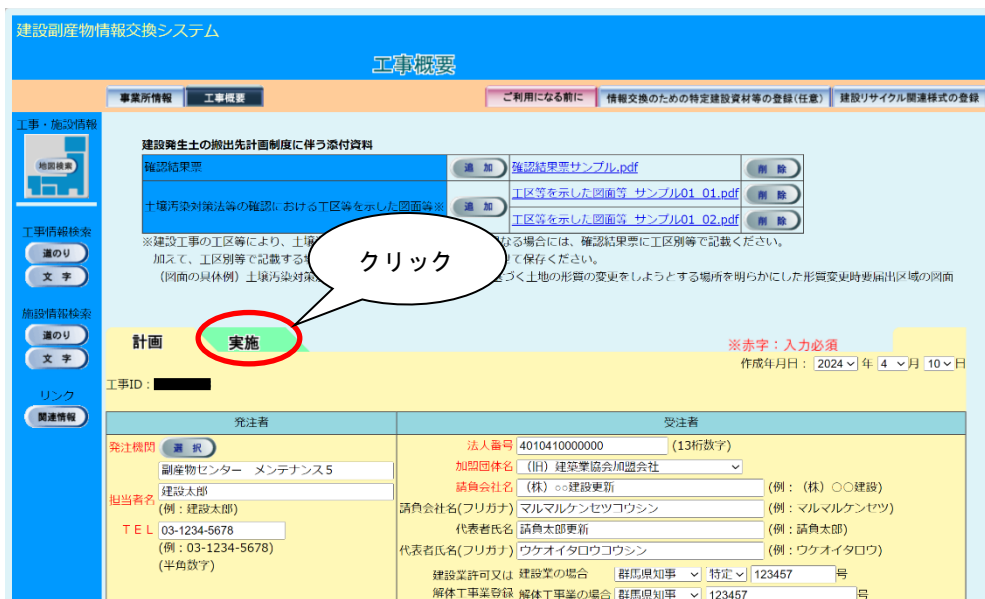 建設副産物情報交換システム
工事概要
事業所情報 工事概要 ご利用になる前に 情報交換のための特定建設資材等の登録(任意) 建設リサイクル関連様式の登録
工事・施設情報
地図検索
工事情報検索
道のり
文 字
施設情報検索
道のり
文 字
リンク
関連情報
建設発生土の搬出先計画制度に伴う添付資料
確認結果票 追 加 確認結果票サンプル.pdf 削 除
土壌汚染対策法等の確認における工区等を示した図面等※ 追 加 工区等を示した図面等_サンプル01_01.pdf 削 除
工区等を示した図面等_サンプル01_02.pdf 削 除
※建設工事の工区等により、土壌 なる場合には、確認結果票に工区別等で記載ください。
加えて、工区別等で記載する て保存ください。
(図面の具体例)土壌汚染対策 づく土地の形質の変更をしようとする場所を明らかにした形質変更時要届出区域の図面
クリック
計画 実施
※赤字:入力必須
作成年月日: 2024 年 4 月 10 日
工事ID:
発注者
発注機関 選 択
副産物センター メンテナンス5
担当者名 建設太郎
(例:建設太郎)
TEL 03-1234-5678
(例:03-1234-5678)
(半角数字)
受注者
法人番号 4010410000000 (13桁数字)
加盟団体名 (旧)建築業協会加盟会社
請負会社名 (株)○○建設更新 (例:(株)○○建設)
請負会社名(フリガナ) マルマルケンセツコウシン (例:マルマルケンセツ)
代表者氏名 請負太郎更新 (例:請負太郎)
代表者氏名(フリガナ) ウケオイタロウコウシン (例:ウケオイタロウ)
建設業許可又は 建設業の場合 群馬県知事 特定 123457 号
解体工事業登録 解体工事業の場合 群馬県知事 123457 号